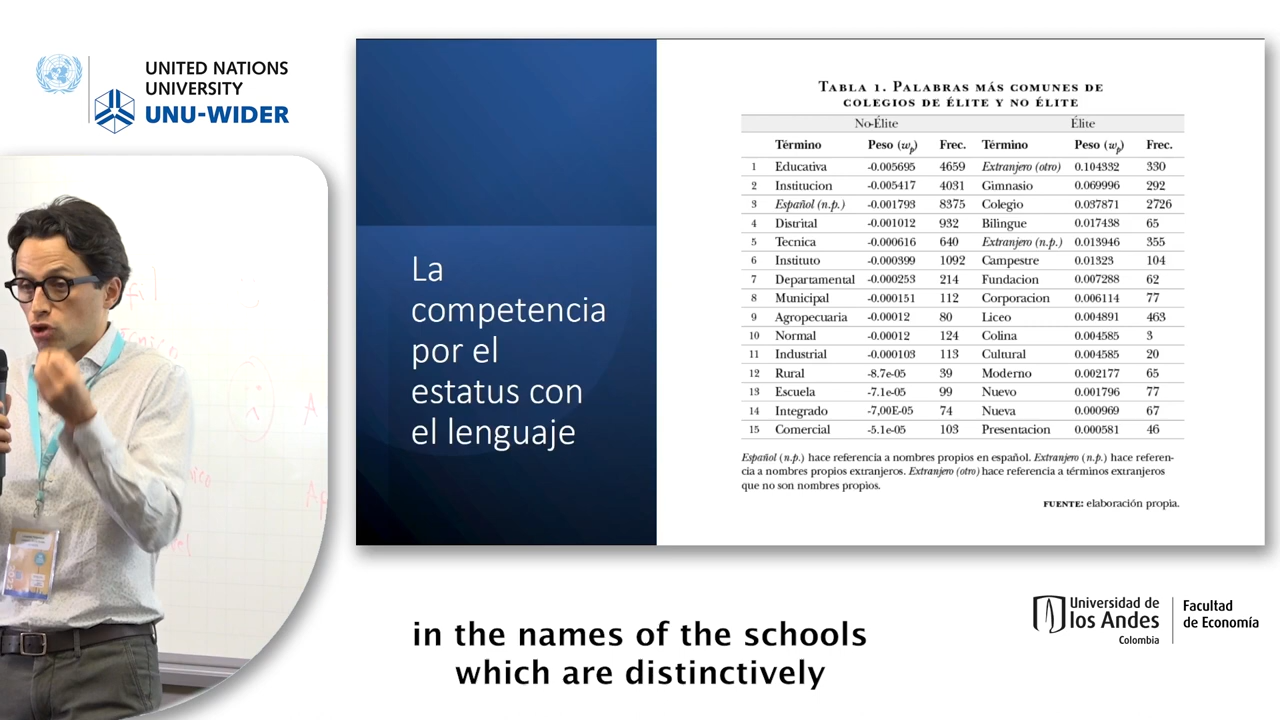 UNITED NATIONS
UNIVERSITY
UNU-WIDER
La
competencia
por el
estatus con
el lenguaje
TABLA 1. PALABRAS MÁS COMUNES DE
COLEGIOS DE ÉLITE Y NO ÉLITE
No-Élite Élite
Término Peso (wp) Frec. Término Peso (wp) Frec.
1 Educativa -0.005695 4659 Extranjero (otro) 0.104332 330
2 Institucion -0.005417 4031 Gimnasio 0.069996 292
3 Español (n.p.) -0.001793 8375 Colegio 0.037871 2726
4 Distrital -0.001012 932 Bilingue 0.017438 65
5 Tecnica -0.000616 640 Extranjero (n.p.) 0.013946 355
6 Instituto -0.000399 1092 Campestre 0.01323 104
7 Departamental -0.000253 214 Fundacion 0.007288 62
8 Municipal -0.000151 112 Corporacion 0.006114 77
9 Agropecuaria -0.00012 80 Liceo 0.004891 463
10 Normal -0.00012 124 Colina 0.004585 3
11 Industrial -0.000103 113 Cultural 0.004585 20
12 Rural -8.7e-05 39 Moderno 0.002177 65
13 Escuela -7.1e-05 99 Nuevo 0.001796 77
14 Integrado -7,00E-05 74 Nueva 0.000969 67
15 Comercial -5.1e-05 103 Presentacion 0.000581 46
Español (n.p.) hace referencia a nombres propios en español. Extranjero (n.p.) hace referen-
cia a nombres propios extranjeros. Extranjero (otro) hace referencia a términos extranjeros
que no son nombres propios.
FUENTE: elaboración propia.
in the names of the schools
which are distinctively
Universidad de
los Andes
Colombia
Facultad
de Economía